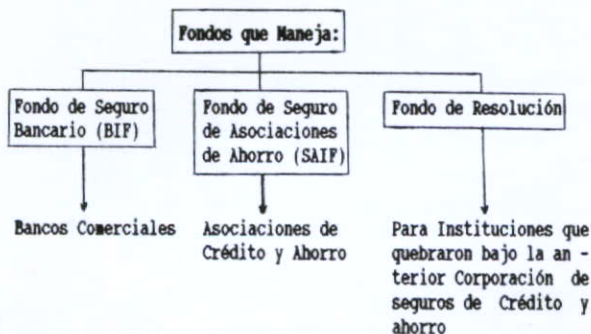 Fondos que Maneja:
Fondo de Seguro
Bancario (BIF)
Fondo de Seguro
de Asociaciones
de Ahorro (SAIF)
Fondo de Resolución
Bancos Comerciales
Asociaciones de
Crédito y Ahorro
Para Instituciones que
quebraron bajo la an -
terior Corporación de
seguros de Crédito y
ahorro